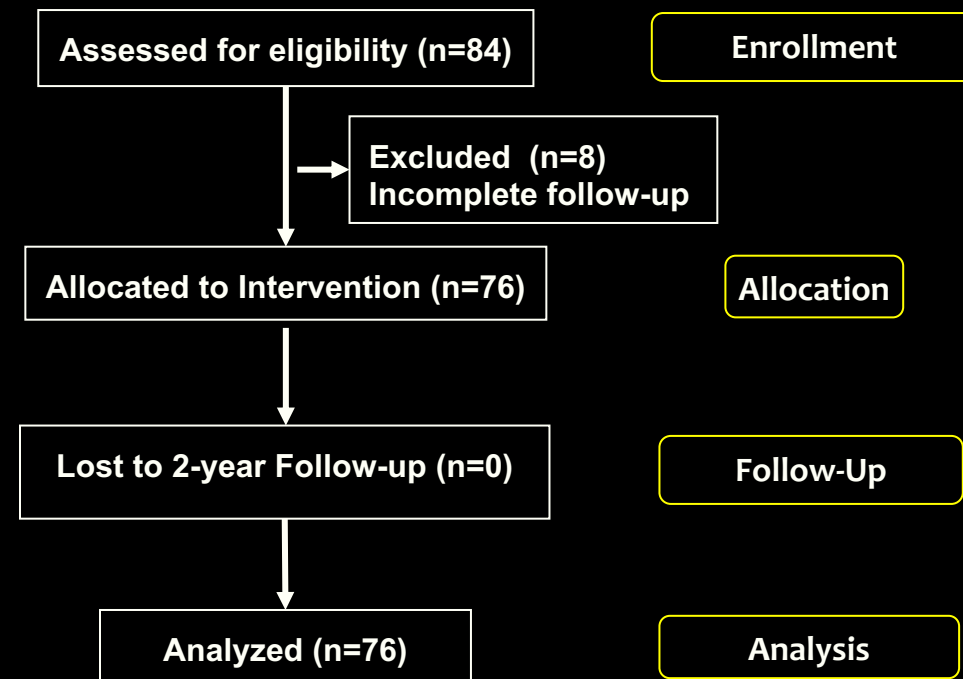 Assessed for eligibility (n=84)
Enrollment
Excluded (n=8)
Incomplete follow-up
Allocated to Intervention (n=76)
Allocation
Lost to 2-year Follow-up (n=0)
Follow-Up
Analyzed (n=76)
Analysis